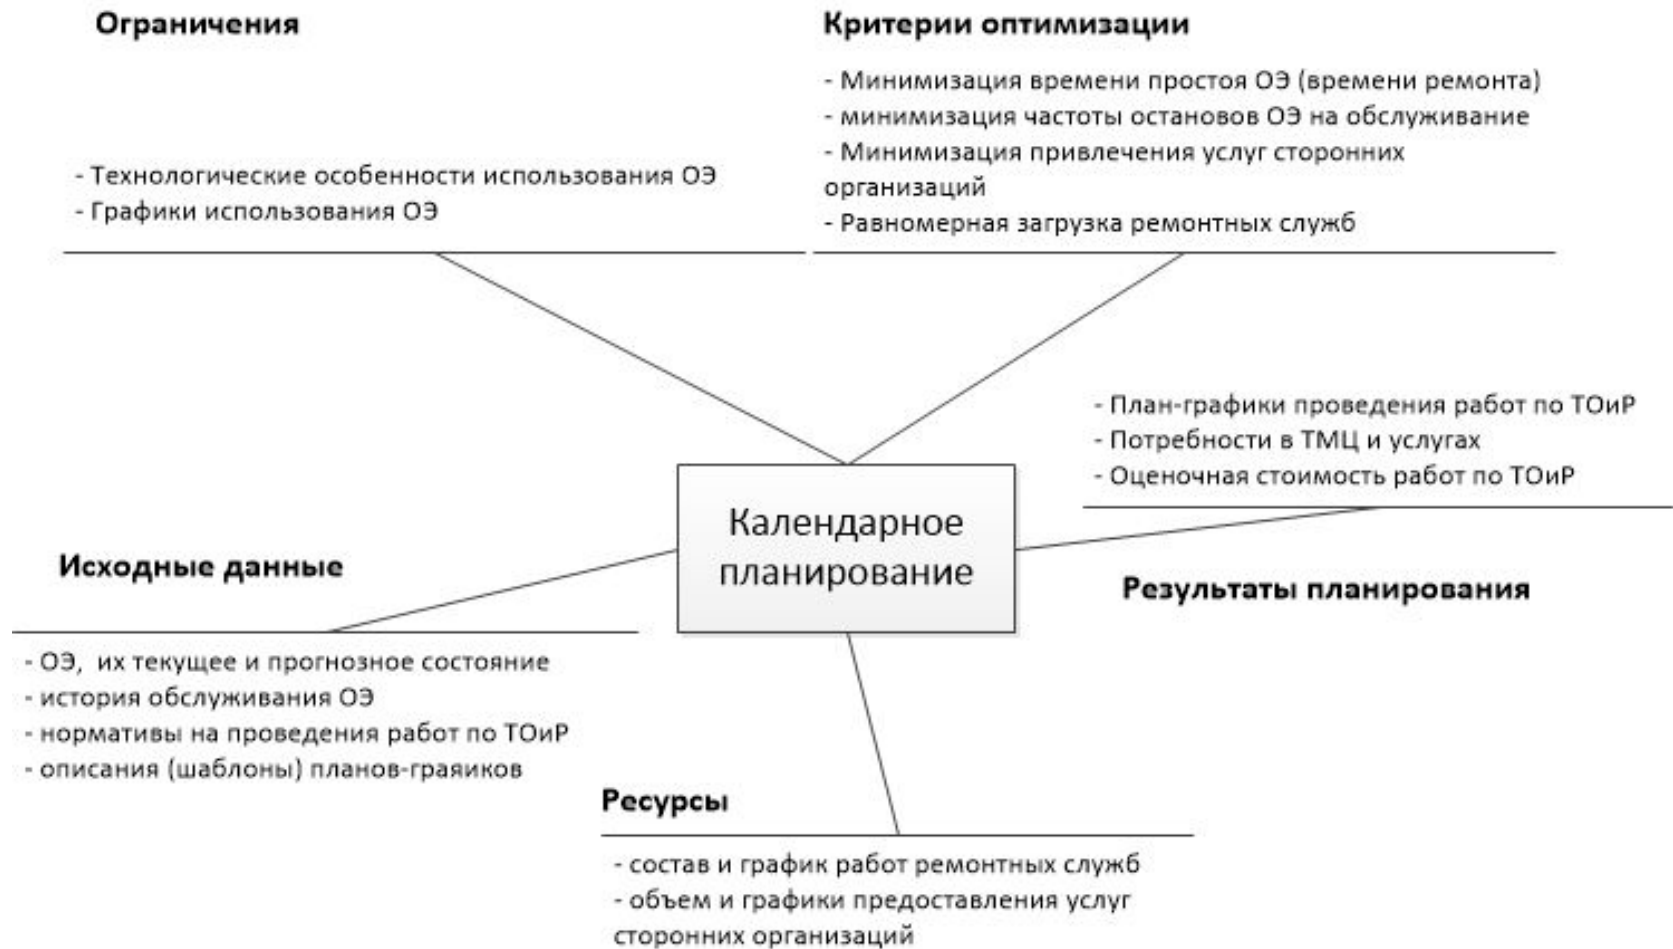 Ограничения
- Технологические особенности использования ОЭ
- Графики использования ОЭ
Критерии оптимизации
- Минимизация времени простоя ОЭ (времени ремонта)
- минимизация частоты остановов ОЭ на обслуживание
- Минимизация привлечения услуг сторонних
организаций
- Равномерная загрузка ремонтных служб
- План-графики проведения работ по ТОиР
- Потребности в ТМЦ и услугах
- Оценочная стоимость работ по ТОиР
Результаты планирования
Календарное
планирование
Исходные данные
- ОЭ, их текущее и прогнозное состояние
- история обслуживания ОЭ
- нормативы на проведения работ по ТОиР
- описания (шаблоны) планов-граяиков
Ресурсы
- состав и график работ ремонтных служб
- объем и графики предоставления услуг
сторонних организаций